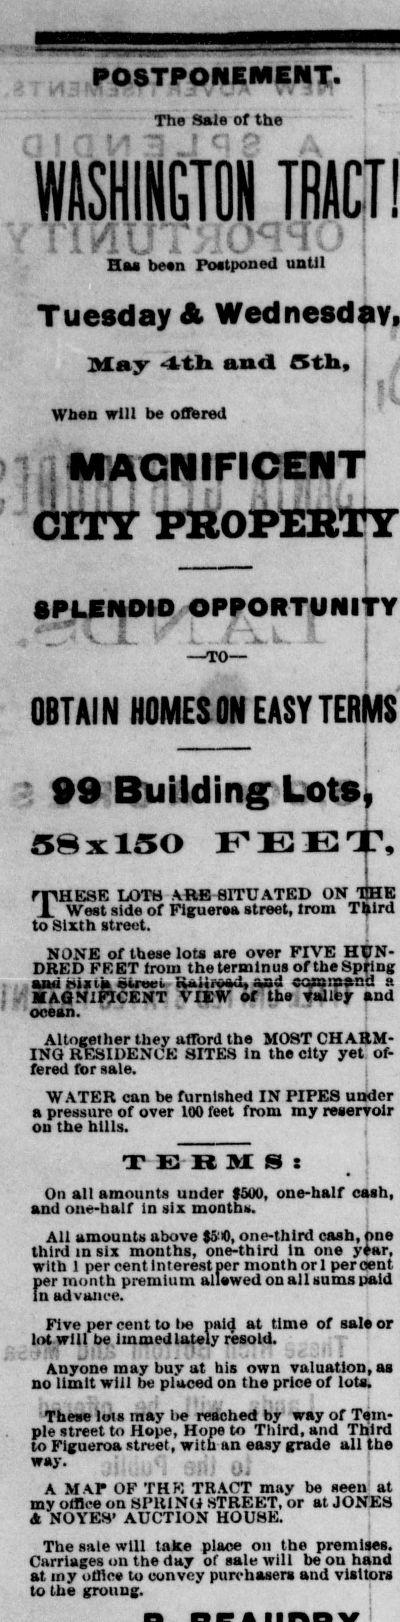 POSTPONEMENT.
The Sale of the
WASHINGTON TRACT!
Has been Postponed until
Tuesday & Wednesday,
May 4th and 5th,
When will be offered
MAGNIFICENT
CITY PROPERTY
SPLENDID OPPORTUNITY
—TO—
OBTAIN HOMES ON EASY TERMS
99 Building Lots,
58x150 FEET,
THESE LOTS ARE SITUATED ON THE
West side of Figueroa street, from Third
to Sixth street.
NONE of these lots are over FIVE HUN-
DRED FEET from the terminus of the Spring
and Sixth Street Railroad, and command a
MAGNIFICENT VIEW of the valley and
ocean.
Altogether they afford the MOST CHARM-
ING RESIDENCE SITES in the city yet of-
fered for sale.
WATER can be furnished IN PIPES under
a pressure of over 100 feet from my reservoir
on the hills.
TERMS:
On all amounts under $500, one-half cash,
and one-half in six months.
All amounts above $500, one-third cash, one
third in six months, one-third in one year,
with 1 per cent interest per month or 1 per cent
per month premium allewed on all sums paid
in advance.
Five per cent to be paid at time of sale or
lot will be immediately resold.
Anyone may buy at his own valuation, as
no limit will be placed on the price of lots.
These lots may be reached by way of Tem-
ple street to Hope, Hope to Third, and Third
to Figueroa street, with an easy grade all the
way.
A MAP OF THE TRACT may be seen at
my office on SPRING STREET, or at JONES
& NOYES' AUCTION HOUSE.
The sale will take place on the premises.
Carriages on the day of sale will be on hand
at my office to convey purchasers and visitors
to the groung.
BEAUDRY